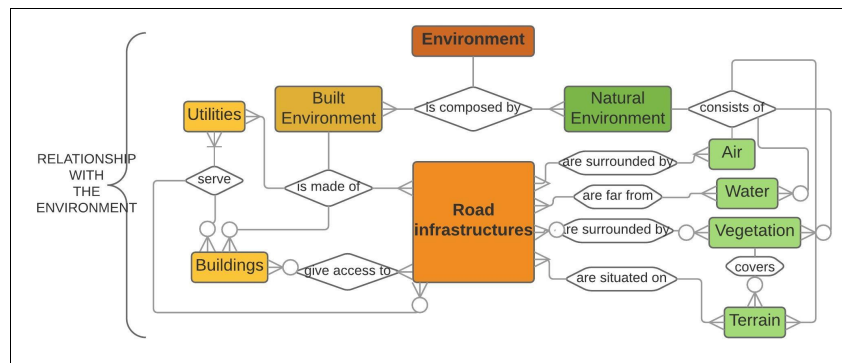 Environment
Utilities
Built
Environment
is composed by
Natural
Environment
consists of
RELATIONSHIP
WITH
THE
ENVIRONMENT
serve
is made of
Road
infrastructures
are surrounded by
Air
are far from
Water
are surrounded by
Vegetation
Buildings
give access to
are situated on
covers
Terrain